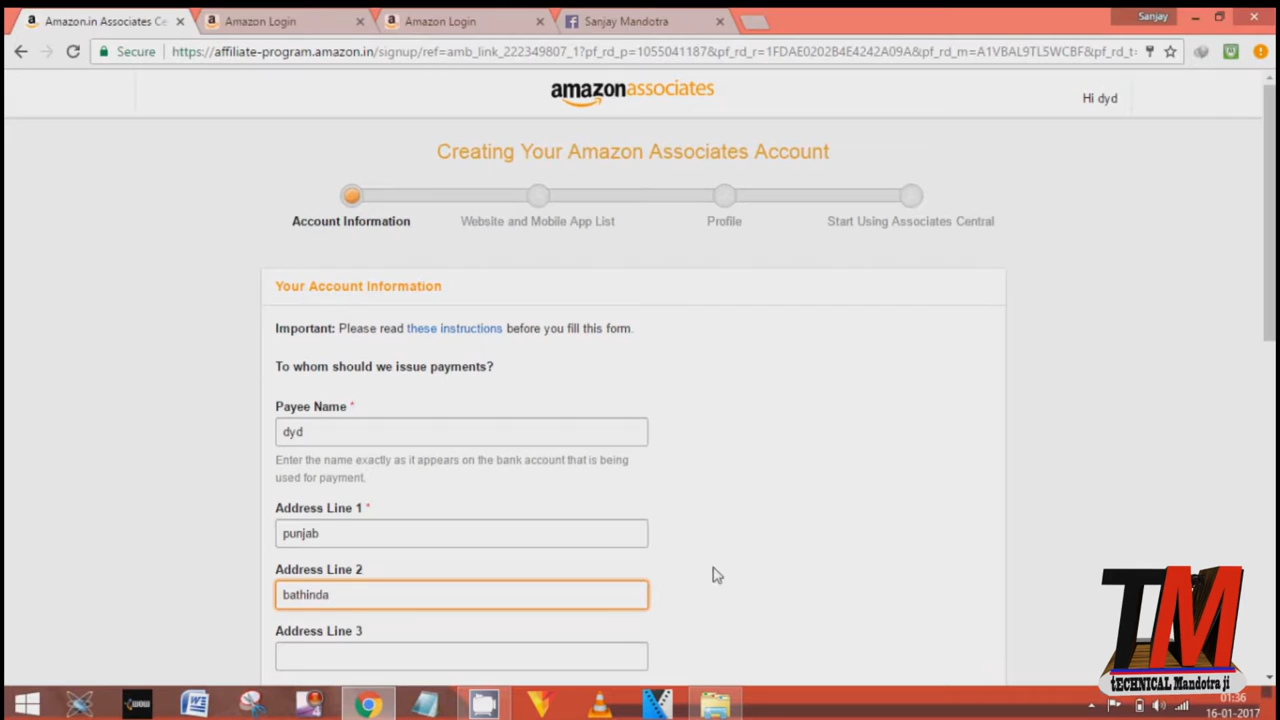 Amazon.in Associates Ce
Amazon Login
Amazon Login
Sanjay Mandotra
Sanjay
Secure
https://affiliate-program.amazon.in/signup/ref=amb_link_222349807_1?pf_rd_p=1055041187&pf_rd_r=1FDAE0202B4E4242A09A&pf_rd_m=A1VBAL9TL5WCBF&pf_rd_t=
amazonassociates
Hi dyd
Creating Your Amazon Associates Account
Account Information
Website and Mobile App List
Profile
Start Using Associates Central
Your Account Information
Important: Please read these instructions before you fill this form.
To whom should we issue payments?
Payee Name *
dyd
Enter the name exactly as it appears on the bank account that is being
used for payment.
Address Line 1 *
punjab
Address Line 2
bathinda
Address Line 3
TM
tECHNICAL Mandotra ji
01:36
16-01-2017